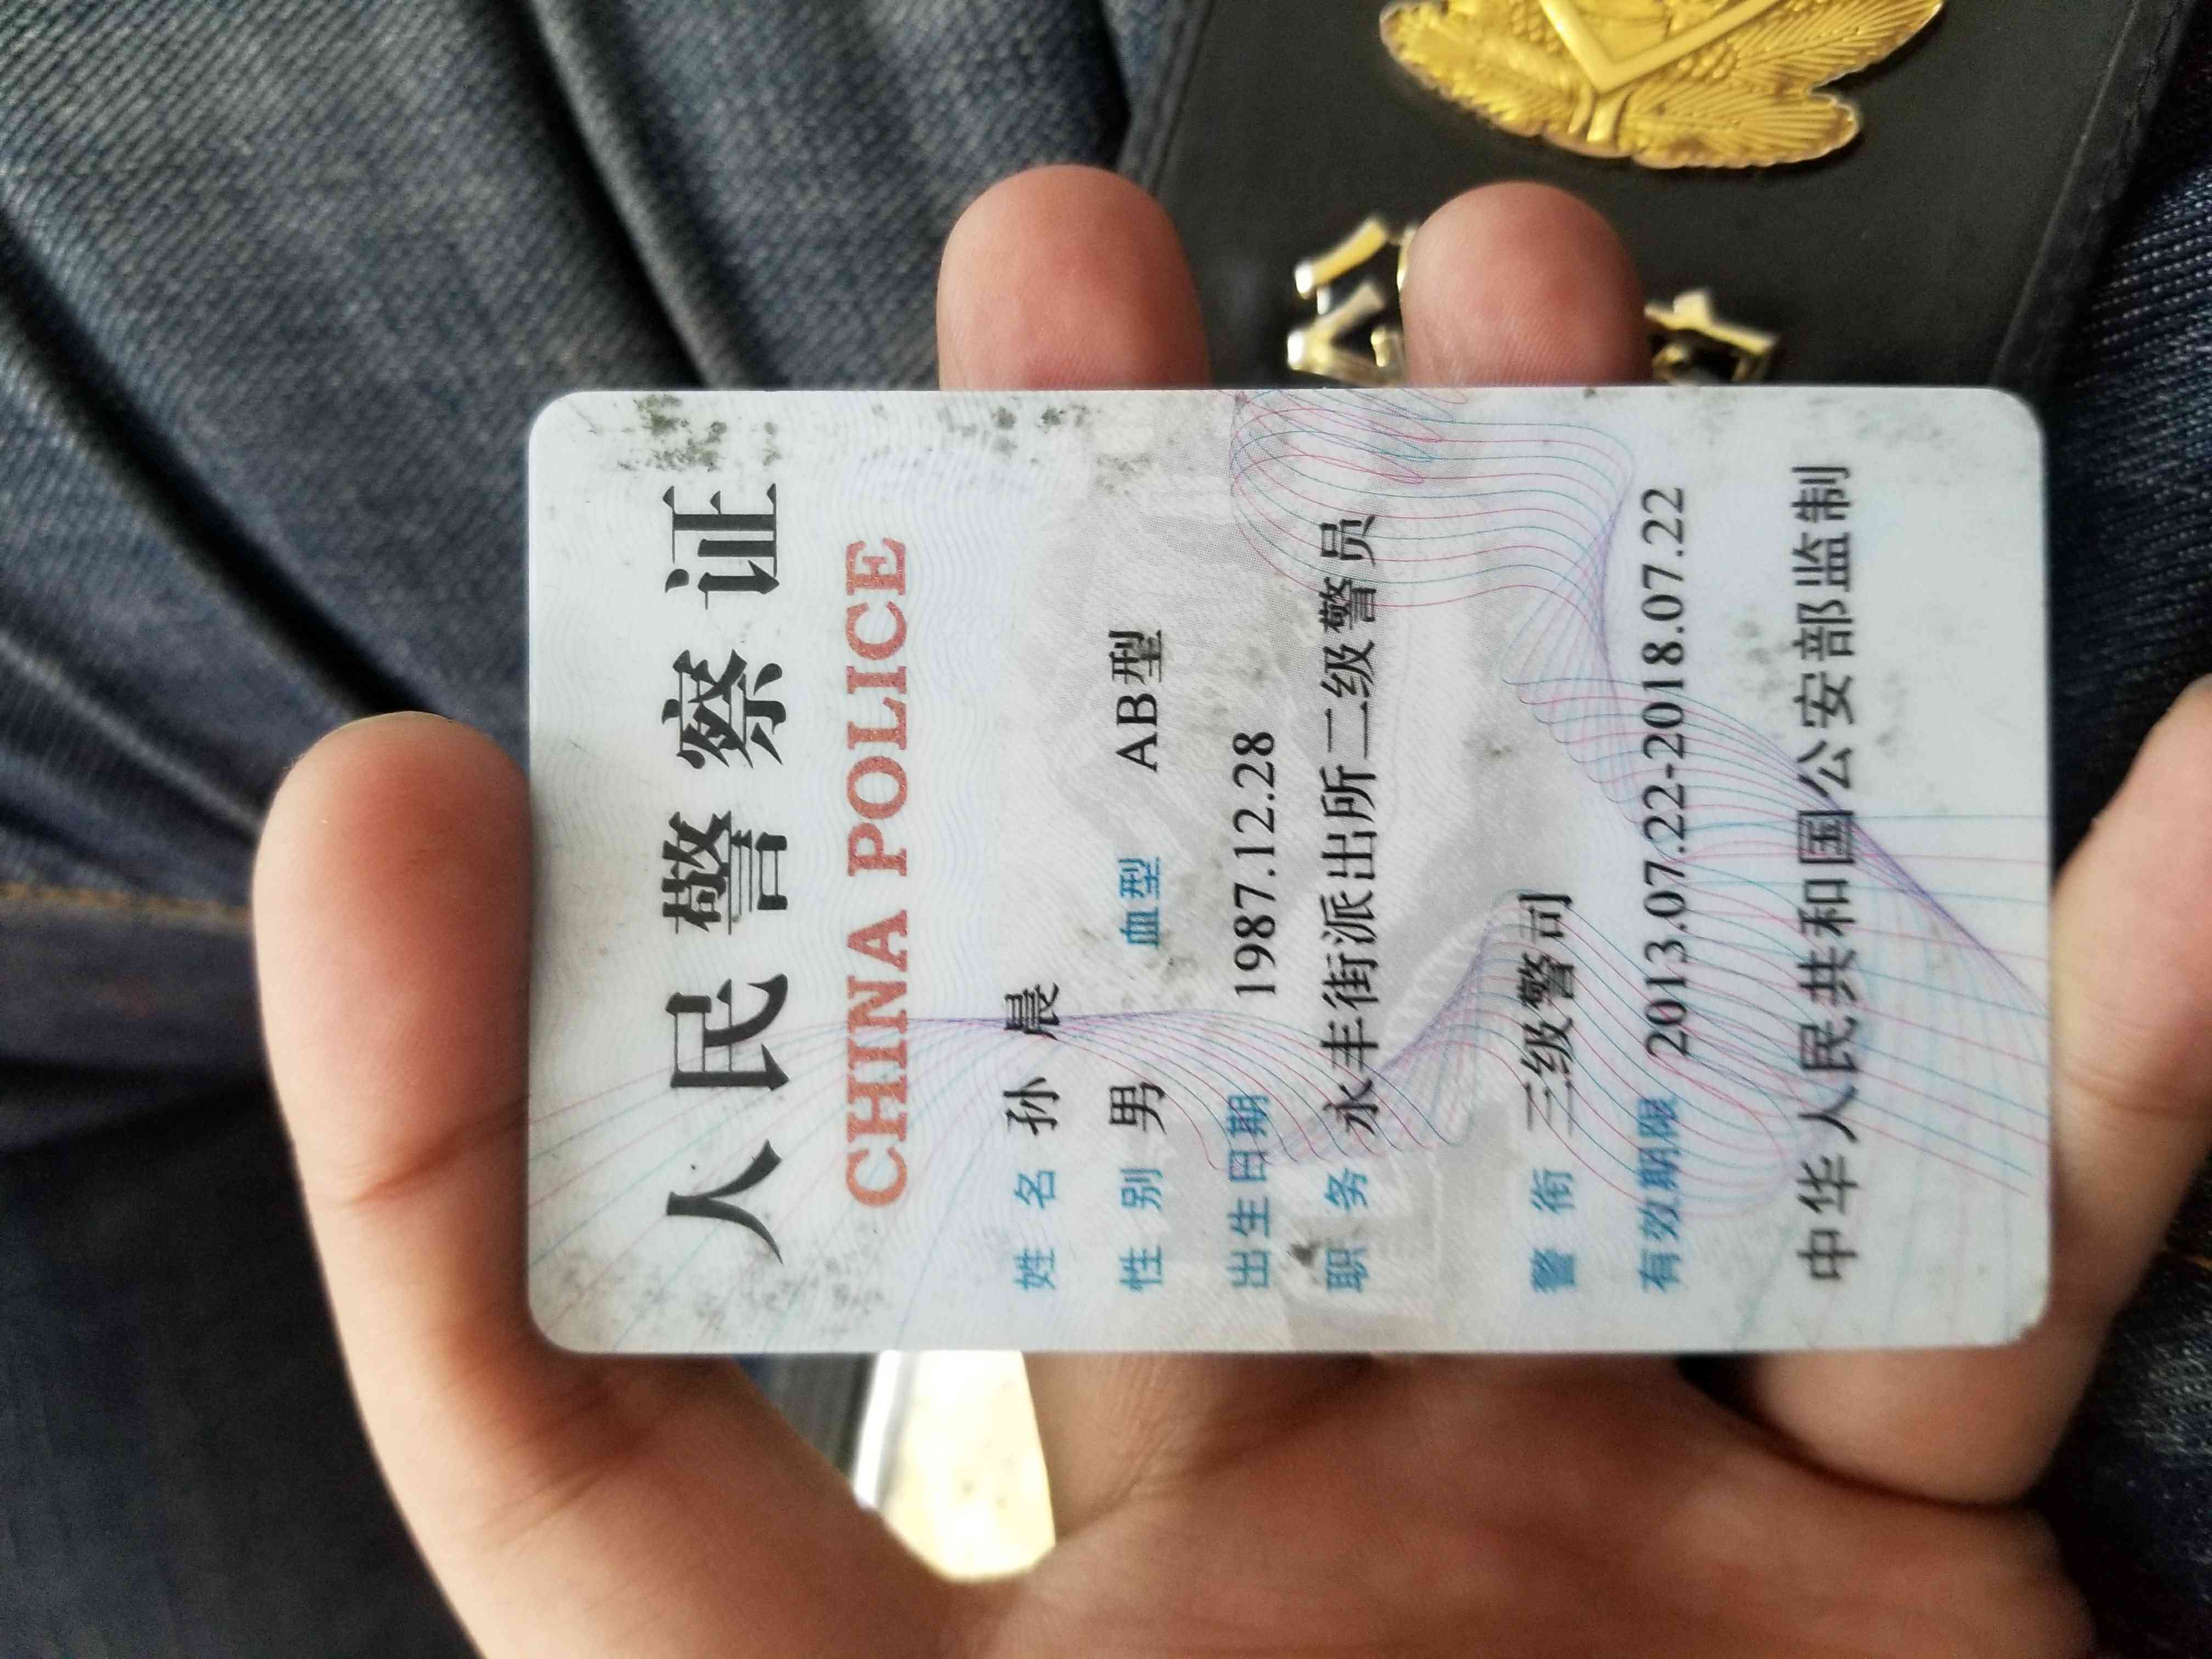 人民警察证
CHINA POLICE
姓 名 孙 晨
性 别 男 血型 AB型
出生日期 1987.12.28
职 务 永丰街派出所二级警员
警 衔 三级警司
有效期限 2013.07.22-2018.07.22
中华人民共和国公安部监制